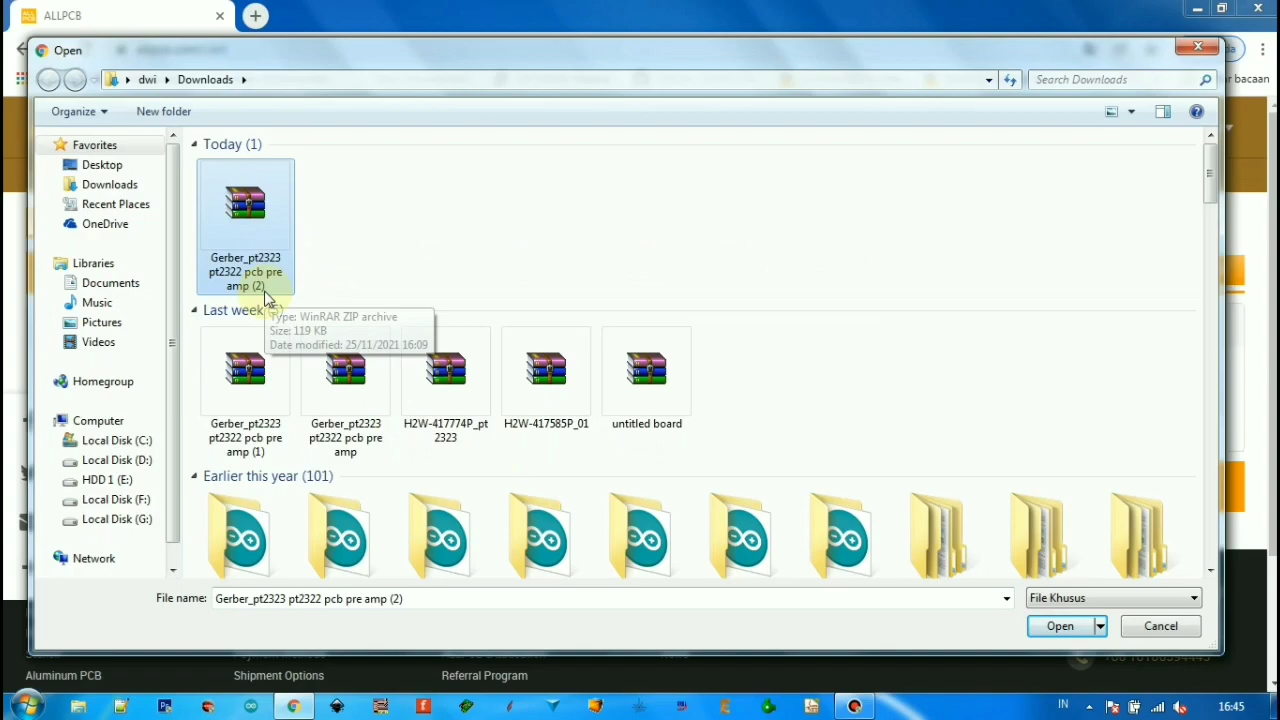 ALLPCB
Open
dwi
Downloads
Search Downloads
ar bacaan
Organize
New folder
Favorites
Desktop
Downloads
Recent Places
OneDrive
Libraries
Documents
Music
Pictures
Videos
Homegroup
Computer
Local Disk (C:)
Local Disk (D:)
HDD 1 (E:)
Local Disk (F:)
Local Disk (G:)
Network
Today (1)
Gerber_pt2323
pt2322 pcb pre
amp (2)
Last week
Type: WinRAR ZIP archive
Size: 119 KB
Date modified: 25/11/2021 16:09
Gerber_pt2323
pt2322 pcb pre
amp (1)
Gerber_pt2323
pt2322 pcb pre
amp
H2W-417774P_pt
2323
H2W-417585P_01
untitled board
Earlier this year (101)
File name:
Gerber_pt2323 pt2322 pcb pre amp (2)
File Khusus
Open
Cancel
Aluminum PCB
Shipment Options
Referral Program
IN
16:45